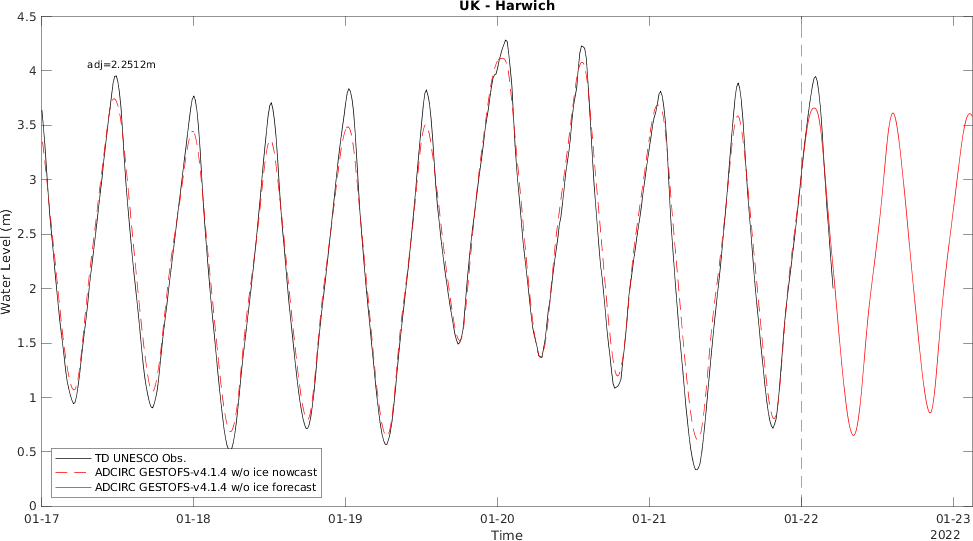 UK - Harwich
4.5
4
3.5
3
2.5
2
1.5
1
0.5
0
Water Level (m)
adj=2.2512m
TD UNESCO Obs.
ADCIRC GESTOFS-v4.1.4 w/o ice nowcast
ADCIRC GESTOFS-v4.1.4 w/o ice forecast
01-17 01-18 01-19 01-20 01-21 01-22 01-23
Time
2022